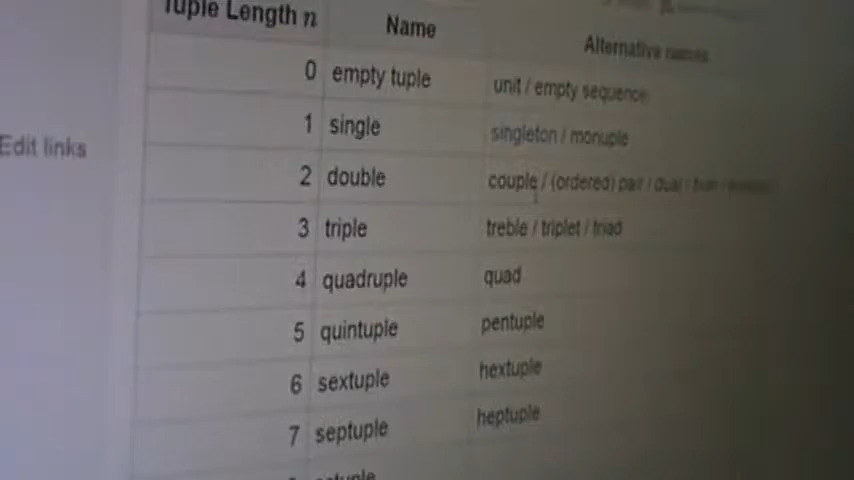 Tuple Length n Name Alternative names
0 empty tuple unit / empty sequence
1 single singleton / monuple
Edit links
2 double couple / (ordered) pair / dual /
3 triple treble / triplet / triad
4 quadruple quad
5 quintuple pentuple
6 sextuple hextuple
7 septuple heptuple